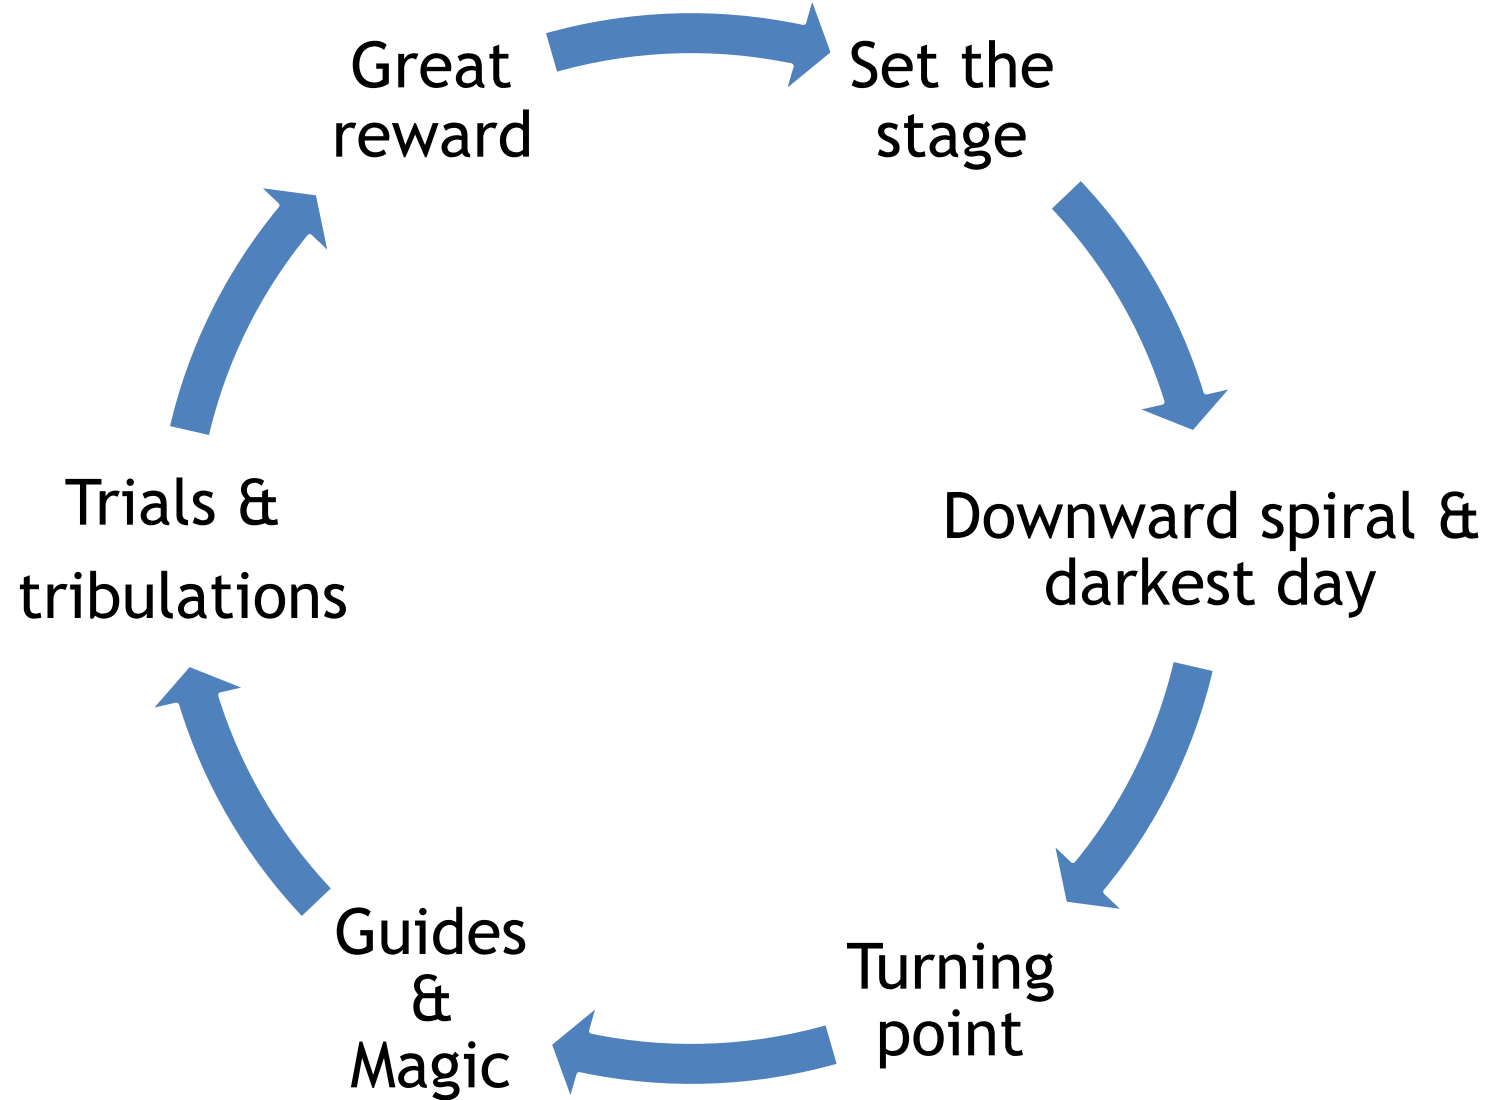 Great
reward
Set the
stage
Downward spiral &
darkest day
Turning
point
Guides
&
Magic
Trials &
tribulations